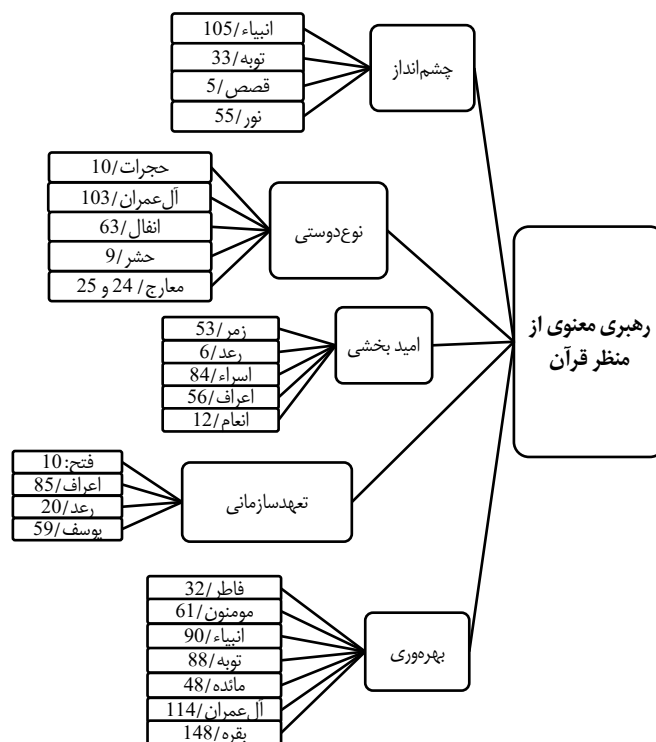 رهبری معنوی از
منظر قرآن
چشم‌انداز
انبیاء/105
توبه/33
قصص/5
نور/55
نوع‌دوستی
حجرات/10
آل‌عمران/103
انفال/63
حشر/9
معارج/ 24 و 25
امید بخشی
زمر/53
رعد/6
اسراء/84
اعراف/56
انعام/12
تعهدسازمانی
فتح: 10
اعراف/85
رعد/20
یوسف/59
بهره‌وری
فاطر/32
مومنون/61
انبیاء/90
توبه/88
مائده/48
آل‌عمران/114
بقره/148